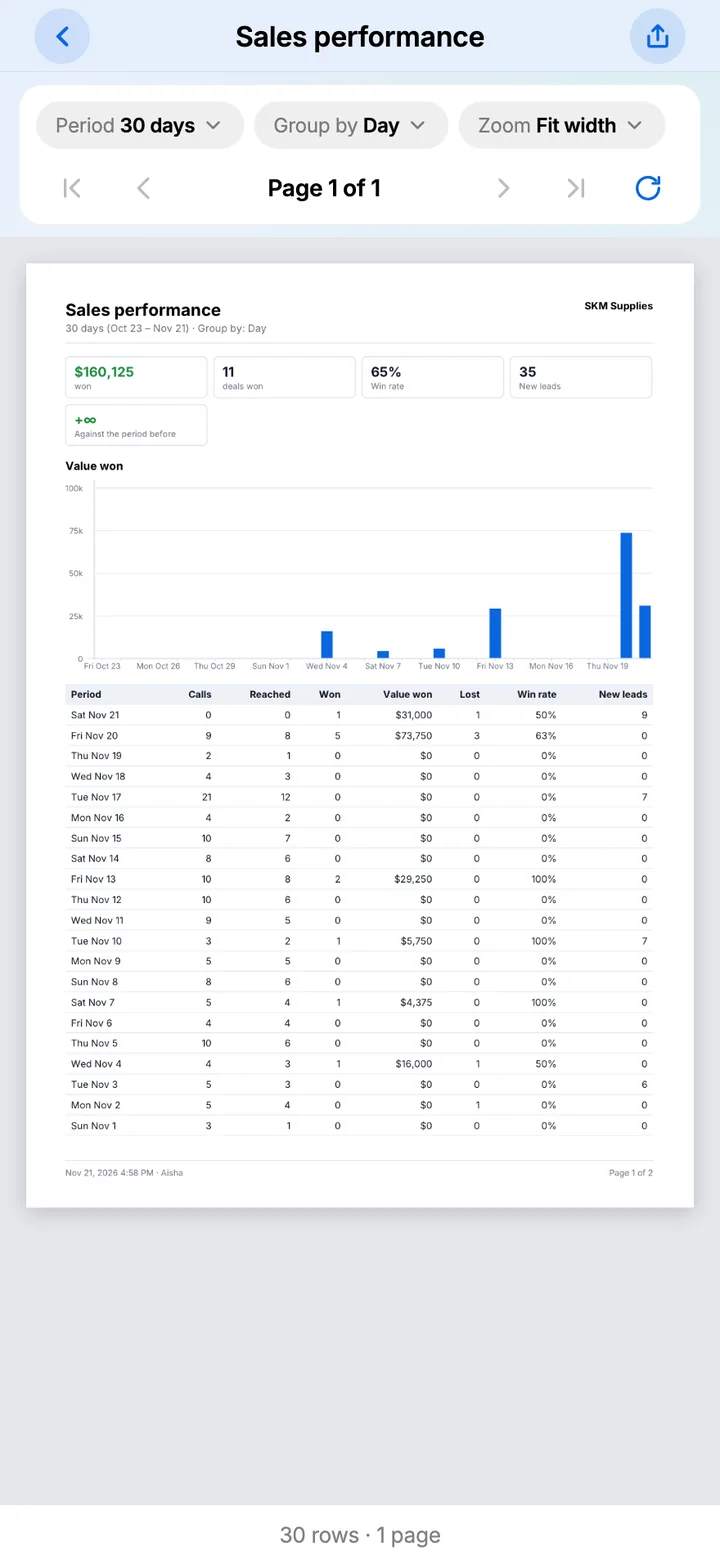 Sales performance
Period 30 days
Group by Day
Zoom Fit width
Page 1 of 1
Sales performance
SKM Supplies
30 days (Oct 23 – Nov 21) · Group by: Day
$160,125
won
11
deals won
65%
Win rate
35
New leads
+∞
Against the period before
Value won
100k
75k
50k
25k
0
Fri Oct 23 Mon Oct 26 Thu Oct 29 Sun Nov 1 Wed Nov 4 Sat Nov 7 Tue Nov 10 Fri Nov 13 Mon Nov 16 Thu Nov 19
Period Calls Reached Won Value won Lost Win rate New leads
Sat Nov 21 0 0 1 $31,000 1 50% 9
Fri Nov 20 9 8 5 $73,750 3 63% 0
Thu Nov 19 2 1 0 $0 0 0% 0
Wed Nov 18 4 3 0 $0 0 0% 0
Tue Nov 17 21 12 0 $0 0 0% 7
Mon Nov 16 4 2 0 $0 0 0% 0
Sun Nov 15 10 7 0 $0 0 0% 0
Sat Nov 14 8 6 0 $0 0 0% 0
Fri Nov 13 10 8 2 $29,250 0 100% 0
Thu Nov 12 10 6 0 $0 0 0% 0
Wed Nov 11 9 5 0 $0 0 0% 0
Tue Nov 10 3 2 1 $5,750 0 100% 7
Mon Nov 9 5 5 0 $0 0 0% 0
Sun Nov 8 8 6 0 $0 0 0% 0
Sat Nov 7 5 4 1 $4,375 0 100% 0
Fri Nov 6 4 4 0 $0 0 0% 0
Thu Nov 5 10 6 0 $0 0 0% 0
Wed Nov 4 4 3 1 $16,000 1 50% 0
Tue Nov 3 5 3 0 $0 0 0% 6
Mon Nov 2 5 4 0 $0 1 0% 0
Sun Nov 1 3 1 0 $0 0 0% 0
Nov 21, 2026 4:58 PM · Aisha
Page 1 of 2
30 rows · 1 page